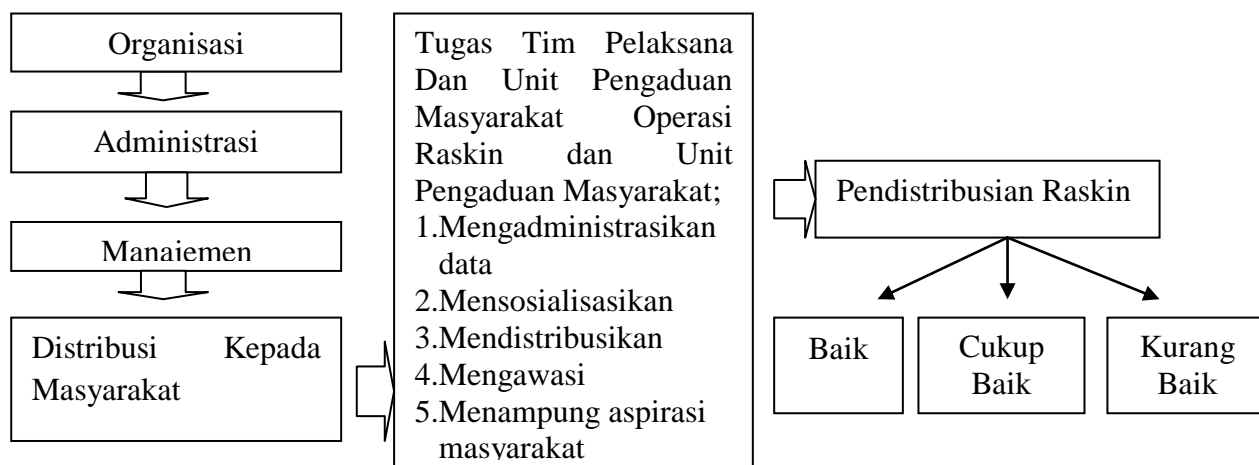 Organisasi
Administrasi
Manajemen
Distribusi Kepada
Masyarakat
Tugas Tim Pelaksana
Dan Unit Pengaduan
Masyarakat Operasi
Raskin dan Unit
Pengaduan Masyarakat;
1.Mengadministrasikan
data
2.Mensosialisasikan
3.Mendistribusikan
4.Mengawasi
5.Menampung aspirasi
masyarakat
Pendistribusian Raskin
Baik
Cukup
Baik
Kurang
Baik